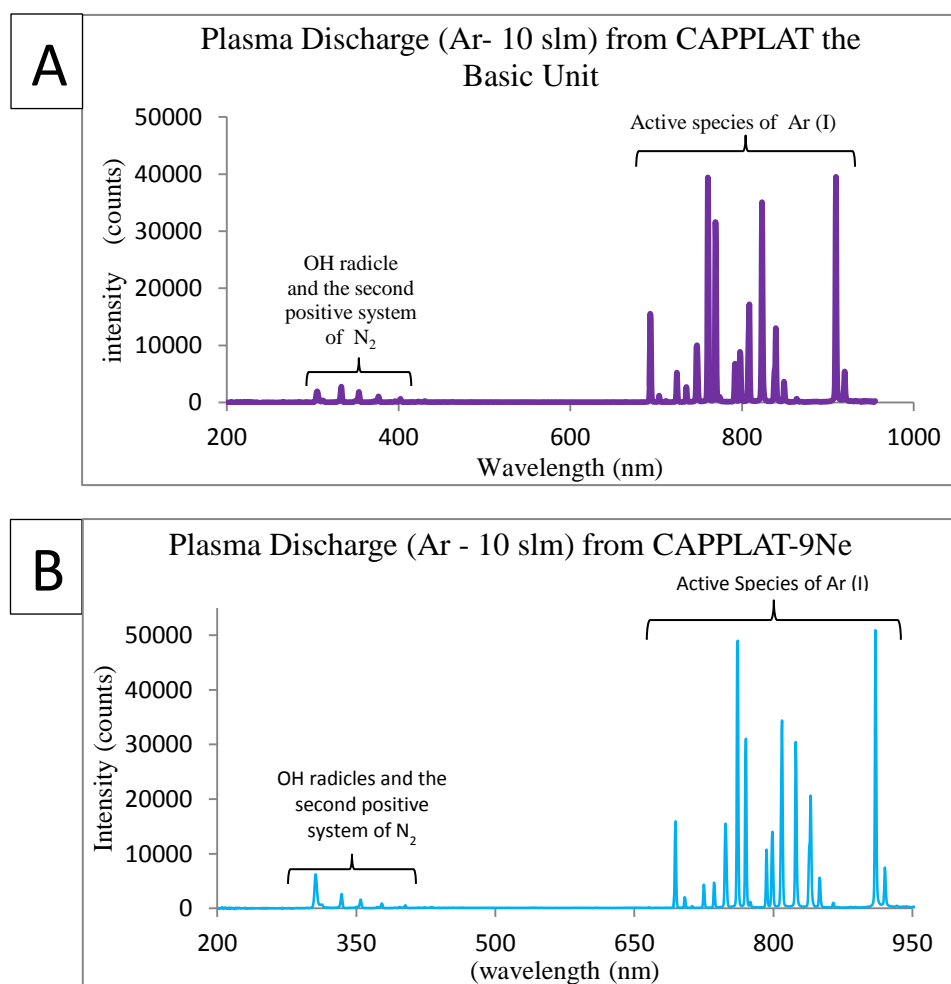 A
Plasma Discharge (Ar- 10 slm) from CAPPLAT the
Basic Unit
intensity (counts)
50000
40000
30000
20000
10000
0
OH radicle
and the second
positive system
of N₂
Active species of Ar (I)
200
400
600
800
1000
Wavelength (nm)
B
Plasma Discharge (Ar - 10 slm) from CAPPLAT-9Ne
Intensity (counts)
50000
40000
30000
20000
10000
0
OH radicles and the
second positive
system of N₂
Active Species of Ar (I)
200
350
500
650
800
950
(wavelength (nm)